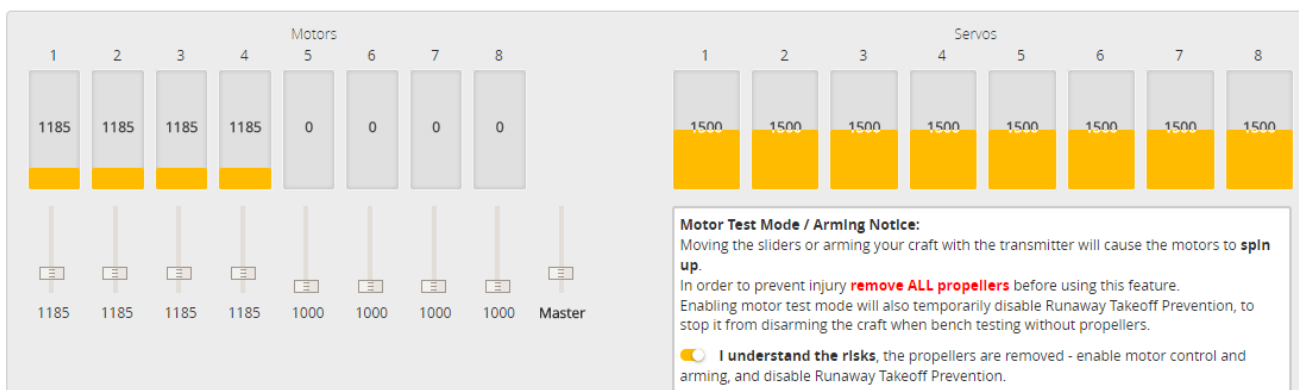 Motors
1 2 3 4 5 6 7 8
1185 1185 1185 1185 0 0 0 0
1185 1185 1185 1185 1000 1000 1000 1000 Master
Servos
1 2 3 4 5 6 7 8
1500 1500 1500 1500 1500 1500 1500 1500
Motor Test Mode / Arming Notice:
Moving the sliders or arming your craft with the transmitter will cause the motors to spin
up.
In order to prevent injury remove ALL propellers before using this feature.
Enabling motor test mode will also temporarily disable Runaway Takeoff Prevention, to
stop it from disarming the craft when bench testing without propellers.
I understand the risks, the propellers are removed - enable motor control and
arming, and disable Runaway Takeoff Prevention.